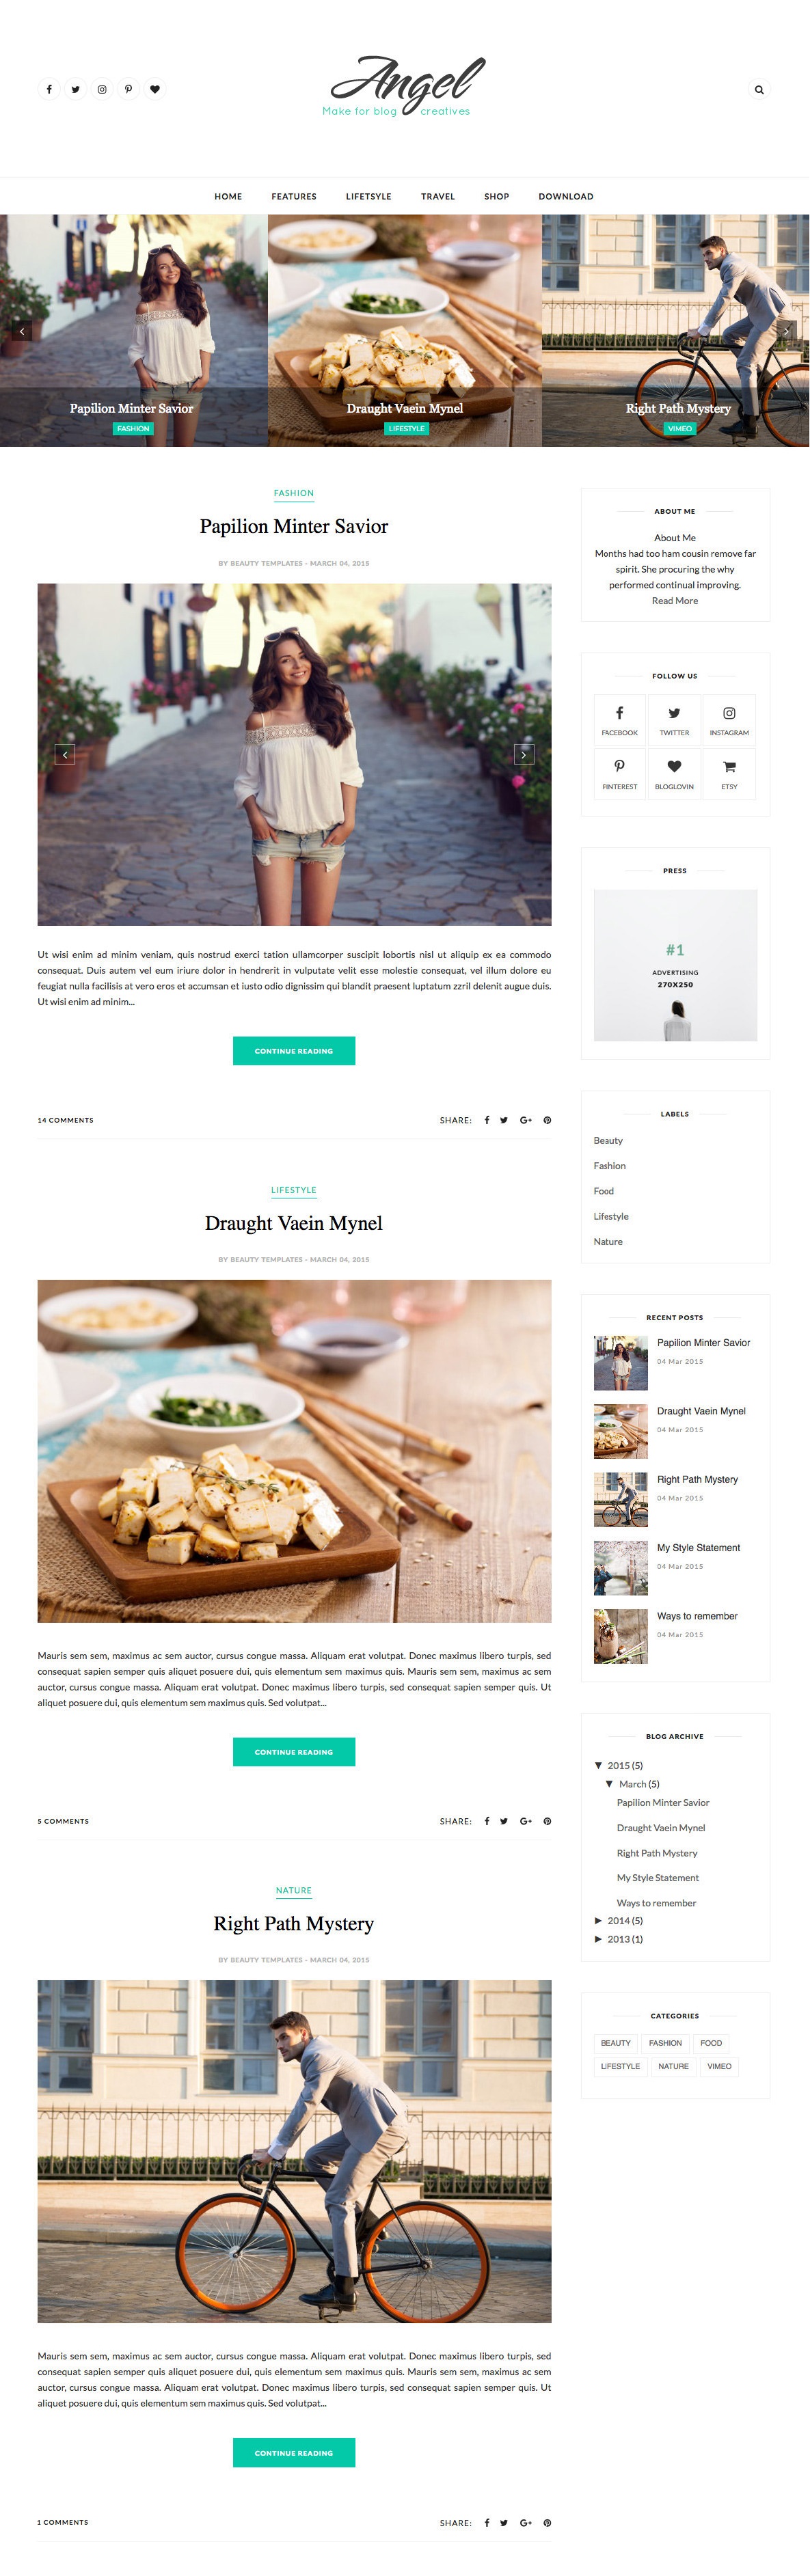 Angel
Make for blog creatives
HOME FEATURES LIFETSYLE TRAVEL SHOP DOWNLOAD
Papilion Minter Savior
FASHION
Draught Vaein Mynel
LIFESTYLE
Right Path Mystery
VIMEO
FASHION
Papilion Minter Savior
BY BEAUTY TEMPLATES - MARCH 04, 2015
Ut wisi enim ad minim veniam, quis nostrud exerci tation ullamcorper suscipit lobortis nisl ut aliquip ex ea commodo
consequat. Duis autem vel eum iriure dolor in hendrerit in vulputate velit esse molestie consequat, vel illum dolore eu
feugiat nulla facilisis at vero eros et accumsan et iusto odio dignissim qui blandit praesent luptatum zzril delenit augue duis.
Ut wisi enim ad minim...
CONTINUE READING
14 COMMENTS
SHARE:
LIFESTYLE
Draught Vaein Mynel
BY BEAUTY TEMPLATES - MARCH 04, 2015
Mauris sem sem, maximus ac sem auctor, cursus congue massa. Aliquam erat volutpat. Donec maximus libero turpis, sed
consequat sapien semper quis aliquet posuere dui, quis elementum sem maximus quis. Mauris sem sem, maximus ac sem
auctor, cursus congue massa. Aliquam erat volutpat. Donec maximus libero turpis, sed consequat sapien semper quis. Ut
aliquet posuere dui, quis elementum sem maximus quis. Sed volutpat...
CONTINUE READING
5 COMMENTS
SHARE:
NATURE
Right Path Mystery
BY BEAUTY TEMPLATES - MARCH 04, 2015
Mauris sem sem, maximus ac sem auctor, cursus congue massa. Aliquam erat volutpat. Donec maximus libero turpis, sed
consequat sapien semper quis aliquet posuere dui, quis elementum sem maximus quis. Mauris sem sem, maximus ac sem
auctor, cursus congue massa. Aliquam erat volutpat. Donec maximus libero turpis, sed consequat sapien semper quis. Ut
aliquet posuere dui, quis elementum sem maximus quis. Sed volutpat...
CONTINUE READING
1 COMMENTS
SHARE:
ABOUT ME
About Me
Months had too ham cousin remove far
spirit. She procuring the why
performed continual improving.
Read More
FOLLOW US
FACEBOOK TWITTER INSTAGRAM
PINTEREST BLOGLOVIN ETSY
PRESS
#1
ADVERTISING
270X250
LABELS
Beauty
Fashion
Food
Lifestyle
Nature
RECENT POSTS
Papilion Minter Savior
04 Mar 2015
Draught Vaein Mynel
04 Mar 2015
Right Path Mystery
04 Mar 2015
My Style Statement
04 Mar 2015
Ways to remember
04 Mar 2015
BLOG ARCHIVE
▼ 2015 (5)
▼ March (5)
Papilion Minter Savior
Draught Vaein Mynel
Right Path Mystery
My Style Statement
Ways to remember
► 2014 (5)
► 2013 (1)
CATEGORIES
BEAUTY FASHION FOOD
LIFESTYLE NATURE VIMEO